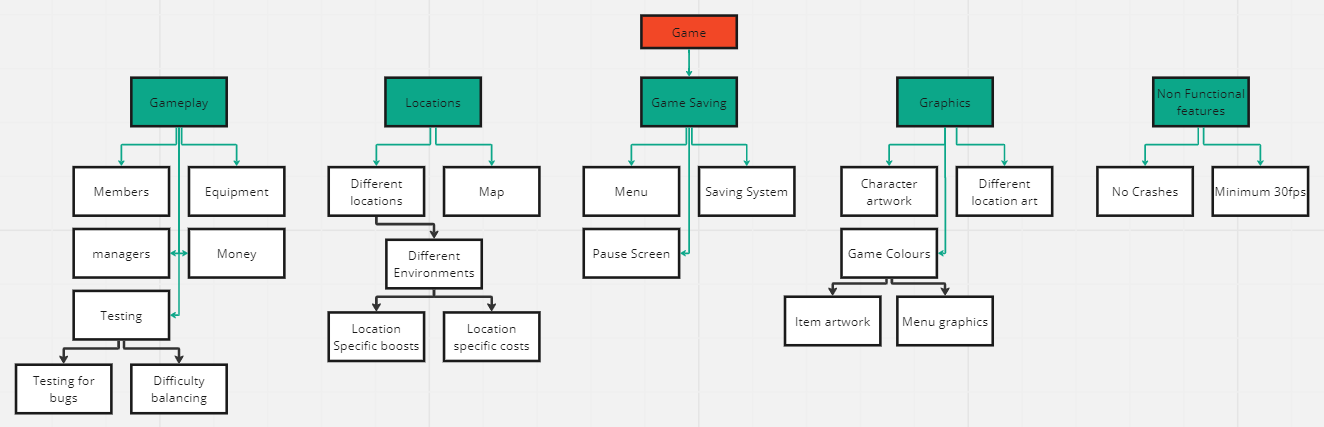 Game
Gameplay
Locations
Game Saving
Graphics
Non Functional
features
Members
Equipment
Different
locations
Map
Menu
Saving System
Character
artwork
Different
location art
No Crashes
Minimum 30fps
managers
Money
Different
Environments
Pause Screen
Game Colours
Testing
Location
Specific boosts
Location
specific costs
Item artwork
Menu graphics
Testing for
bugs
Difficulty
balancing